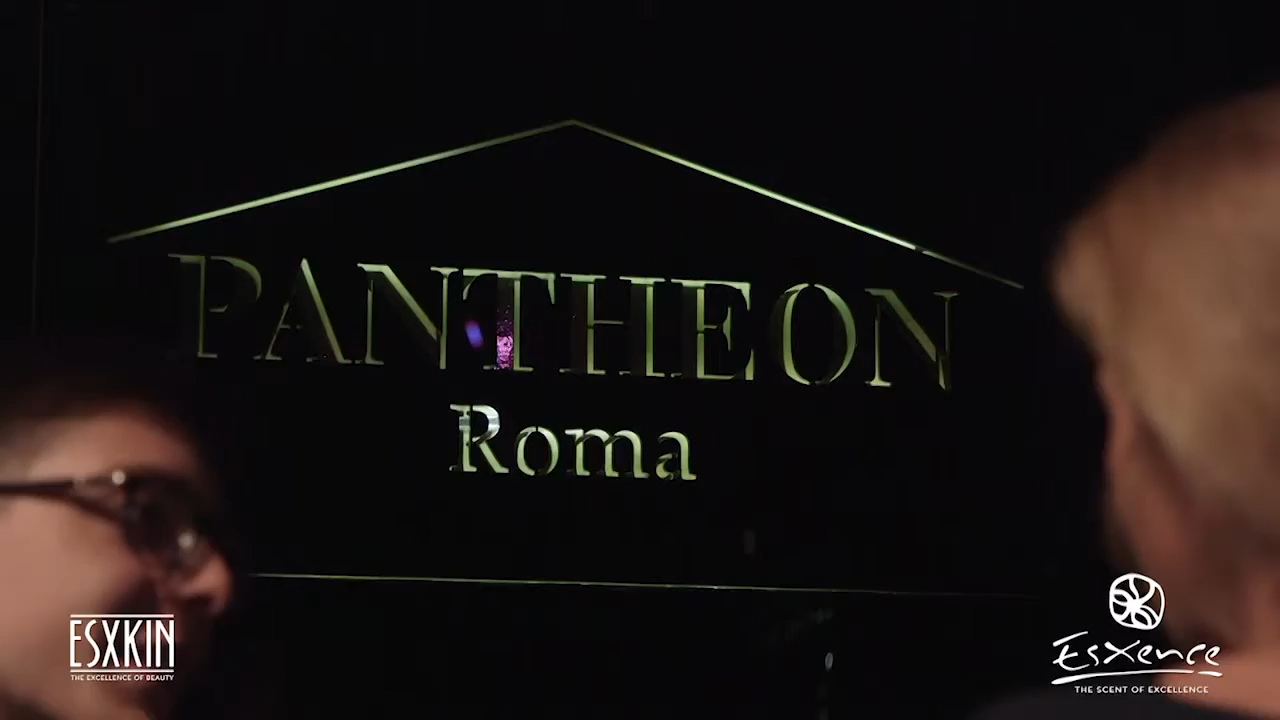 PANTHEON
Roma
ESXKIN
THE EXCELLENCE OF BEAUTY
Esxence
THE SCENT OF EXCELLENCE